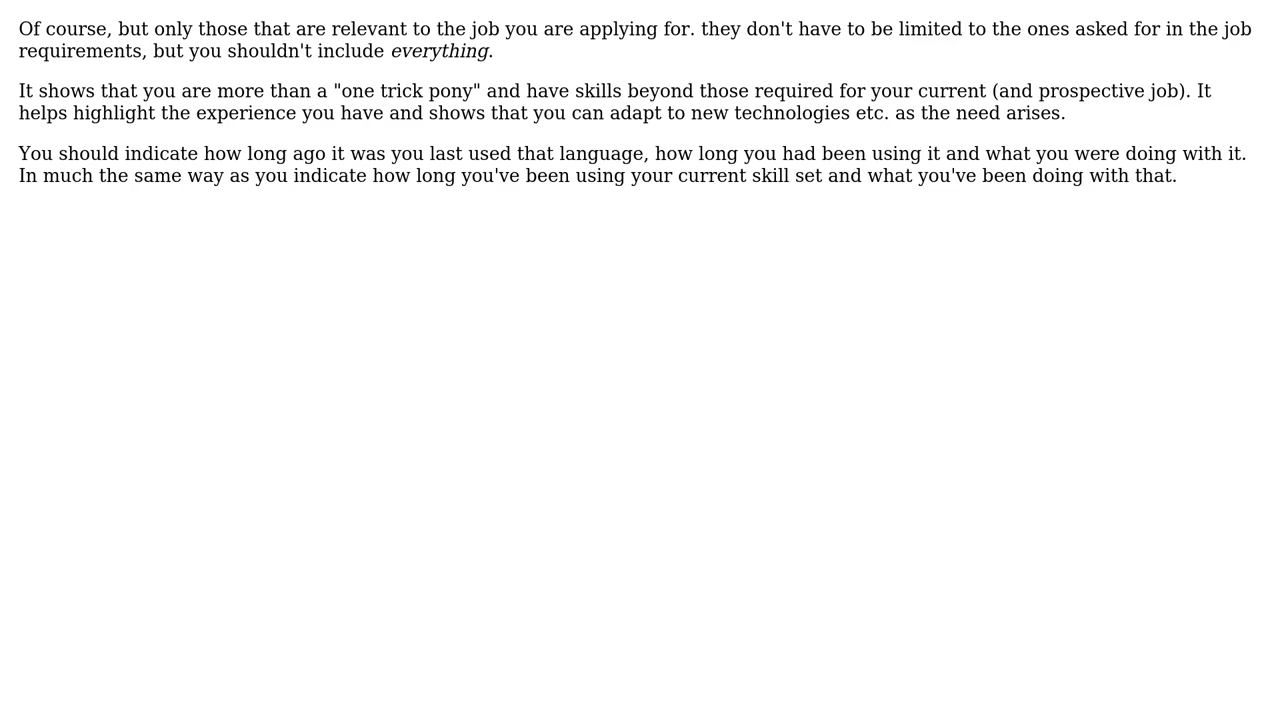 Of course, but only those that are relevant to the job you are applying for. they don't have to be limited to the ones asked for in the job
requirements, but you shouldn't include everything.
It shows that you are more than a "one trick pony" and have skills beyond those required for your current (and prospective job). It
helps highlight the experience you have and shows that you can adapt to new technologies etc. as the need arises.
You should indicate how long ago it was you last used that language, how long you had been using it and what you were doing with it.
In much the same way as you indicate how long you've been using your current skill set and what you've been doing with that.